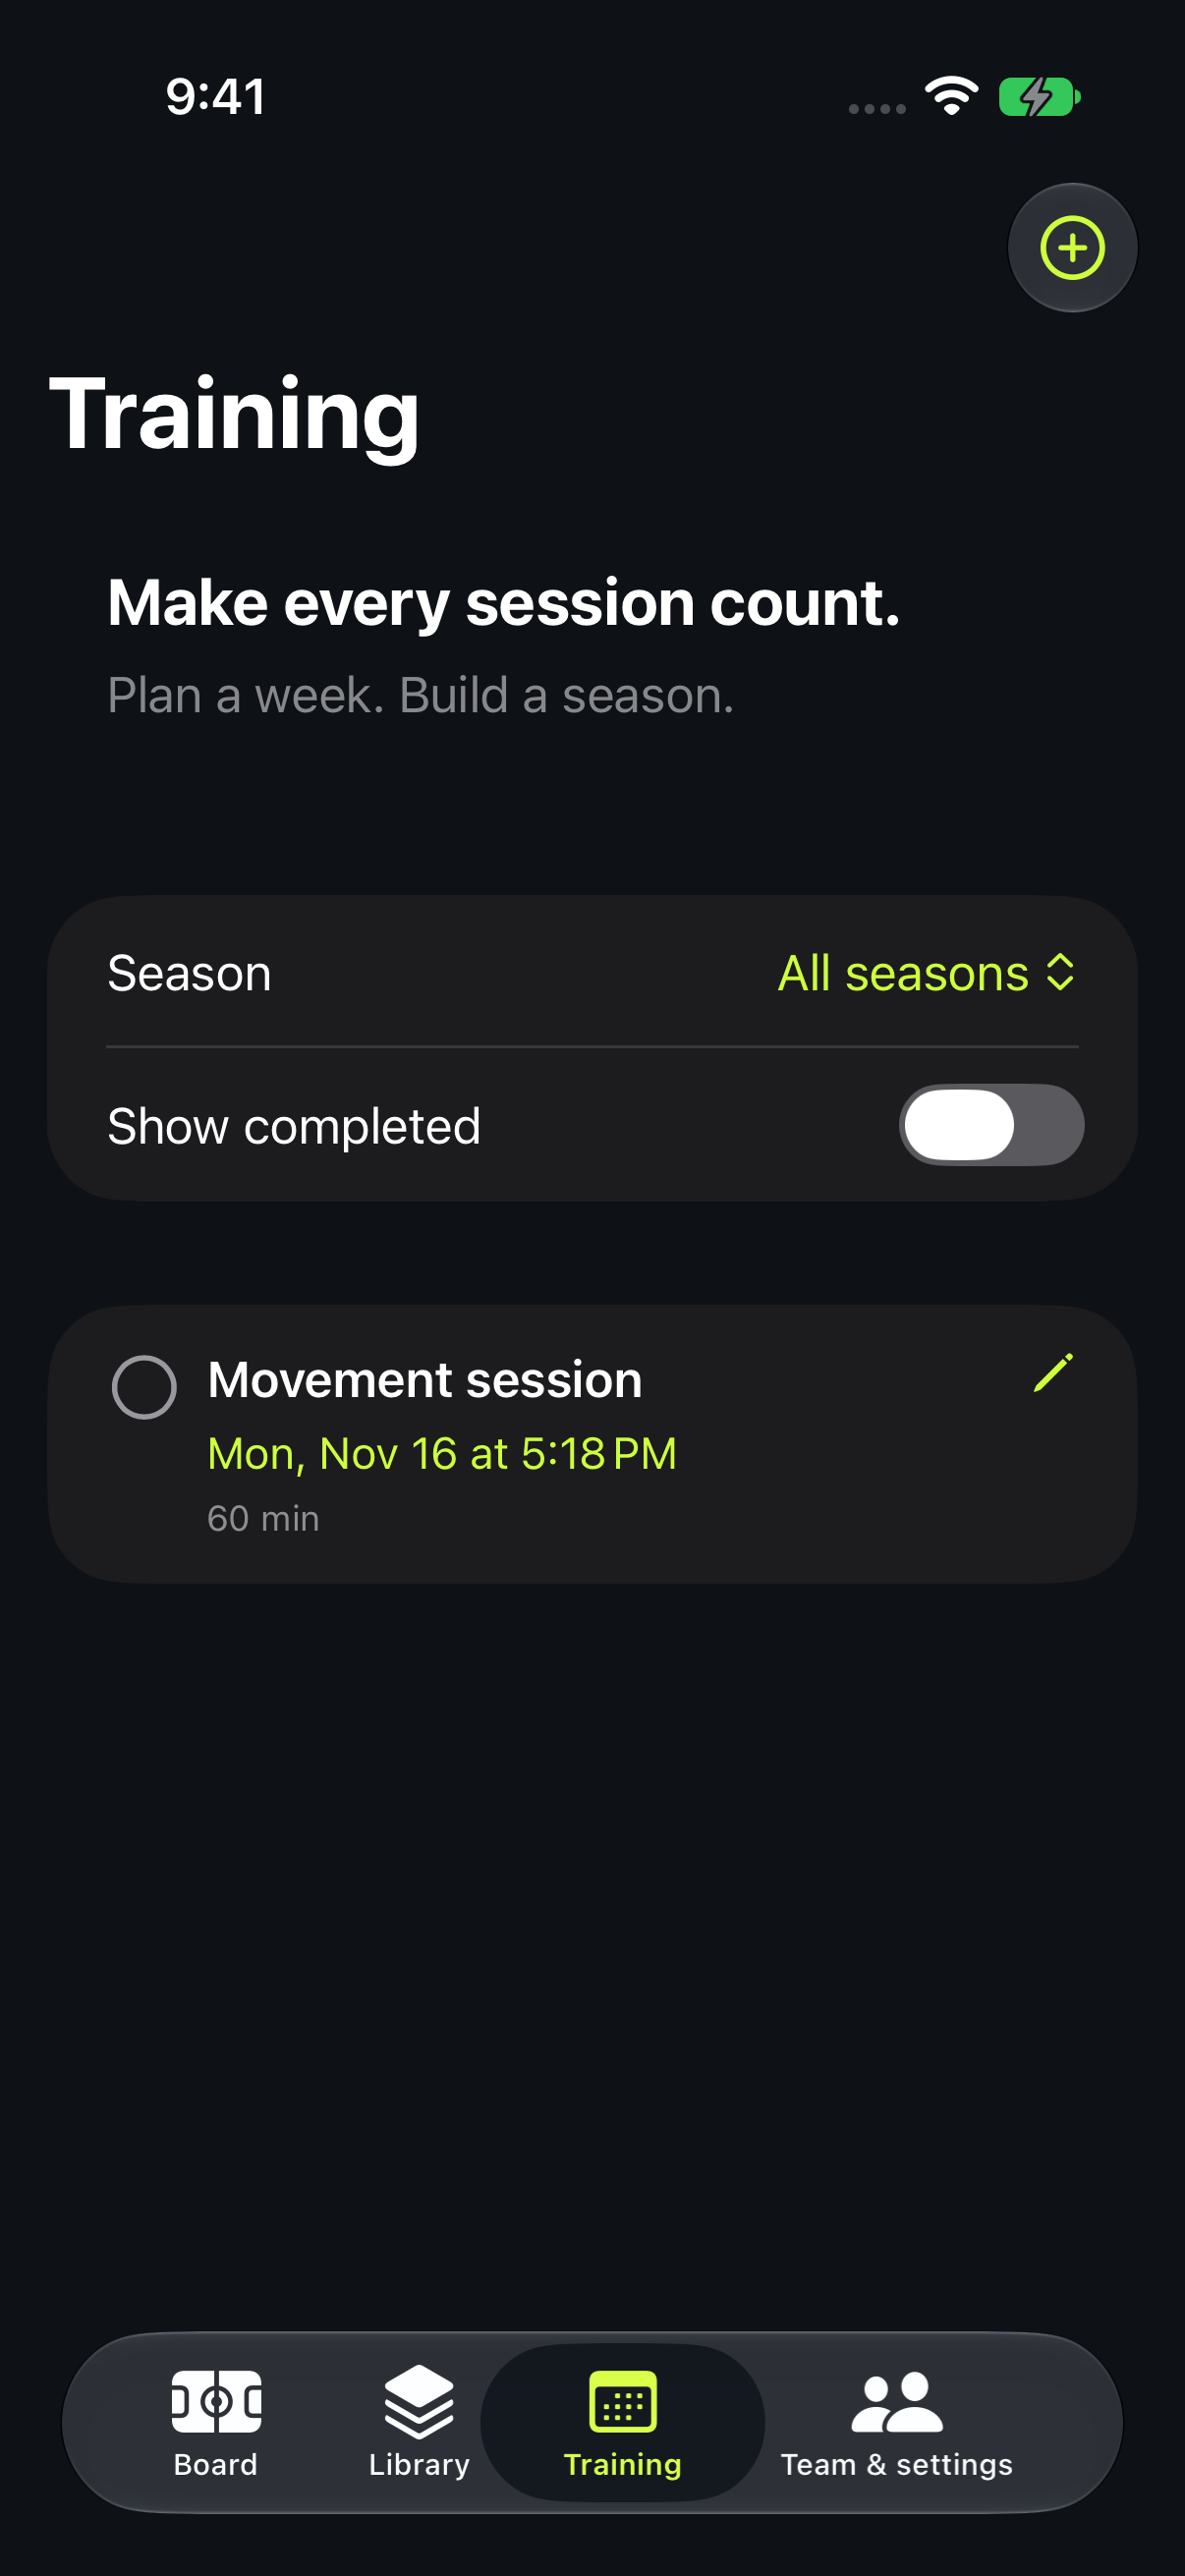 9:41
Training
Make every session count.
Plan a week. Build a season.
Season
All seasons
Show completed
Movement session
Mon, Nov 16 at 5:18 PM
60 min
Board
Library
Training
Team & settings